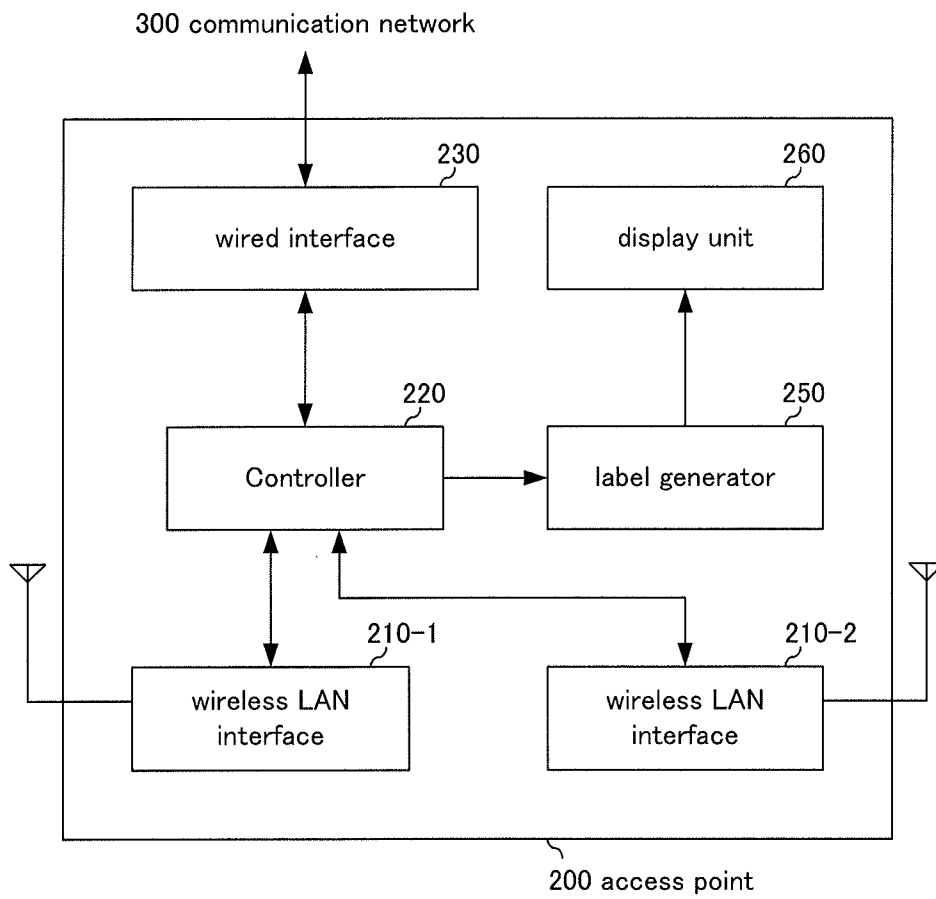 300 communication network
230
260
wired interface
display unit
220
250
Controller
label generator
210-1
210-2
wireless LAN
interface
wireless LAN
interface
200 access point